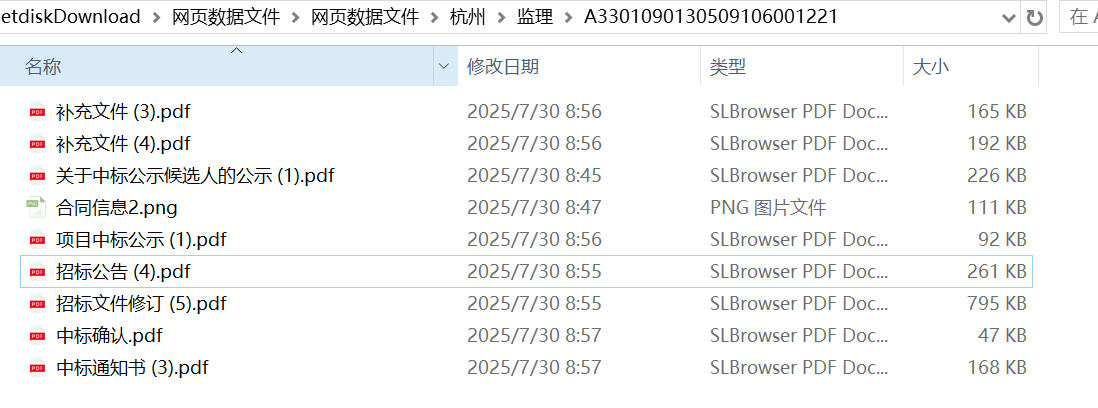 etdiskDownload > 网页数据文件 > 网页数据文件 > 杭州 > 监理 > A3301090130509106001221 在 A
名称 修改日期 类型 大小
PDF 补充文件 (3).pdf 2025/7/30 8:56 SLBrowser PDF Doc... 165 KB
PDF 补充文件 (4).pdf 2025/7/30 8:56 SLBrowser PDF Doc... 192 KB
PDF 关于中标公示候选人的公示 (1).pdf 2025/7/30 8:45 SLBrowser PDF Doc... 226 KB
PNG 合同信息2.png 2025/7/30 8:47 PNG 图片文件 111 KB
PDF 项目中标公示 (1).pdf 2025/7/30 8:56 SLBrowser PDF Doc... 92 KB
PDF 招标公告 (4).pdf 2025/7/30 8:55 SLBrowser PDF Doc... 261 KB
PDF 招标文件修订 (5).pdf 2025/7/30 8:55 SLBrowser PDF Doc... 795 KB
PDF 中标确认.pdf 2025/7/30 8:57 SLBrowser PDF Doc... 47 KB
PDF 中标通知书 (3).pdf 2025/7/30 8:57 SLBrowser PDF Doc... 168 KB